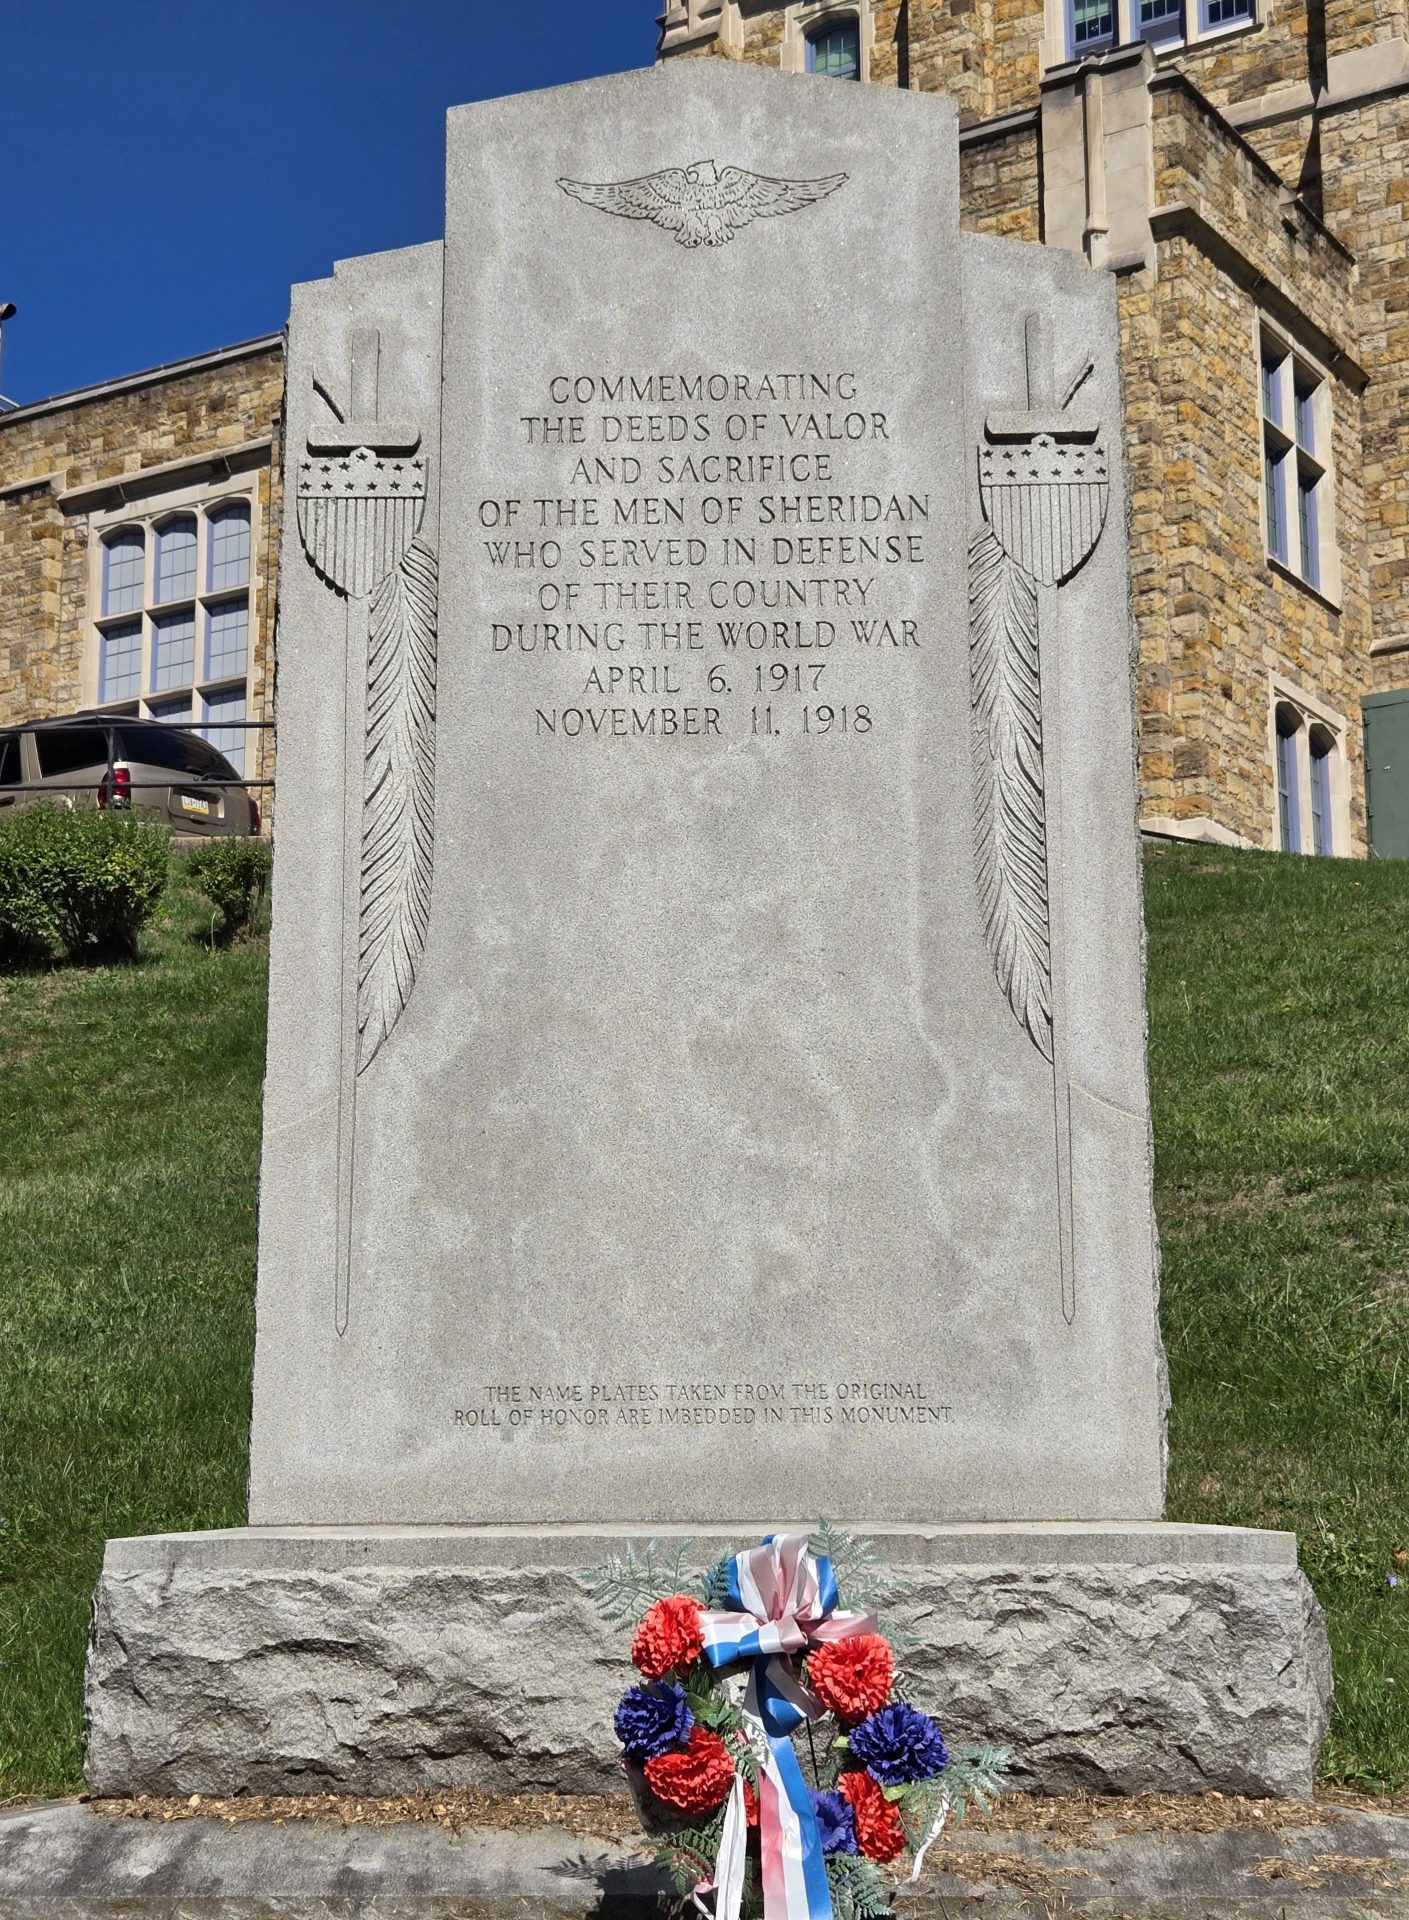 COMMEMORATING
THE DEEDS OF VALOR
AND SACRIFICE
OF THE MEN OF SHERIDAN
WHO SERVED IN DEFENSE
OF THEIR COUNTRY
DURING THE WORLD WAR
APRIL 6, 1917
NOVEMBER 11, 1918
THE NAME PLATES TAKEN FROM THE ORIGINAL
ROLL OF HONOR ARE IMBEDDED IN THIS MONUMENT.